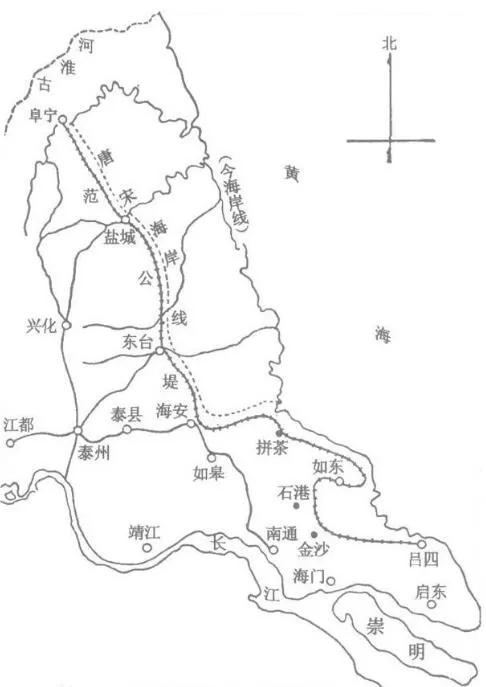 古淮河
北
阜宁
唐宋海岸线
范公堤
(今海岸线)
黄海
盐城
兴化
东台
江都
泰州
泰县
海安
拼茶
如皋
如东
石港
靖江
南通
金沙
吕四
长江
海门
启东
崇明